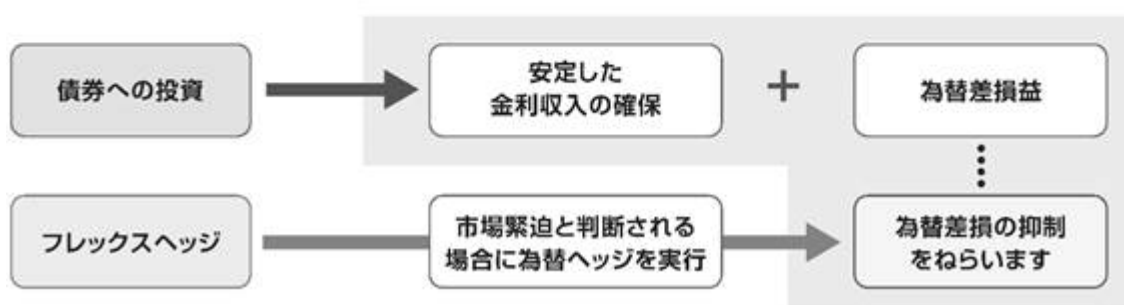 債券への投資
安定した
金利収入の確保
+
為替差損益
フレックスヘッジ
市場緊迫と判断される
場合に為替ヘッジを実行
為替差損の抑制
をねらいます